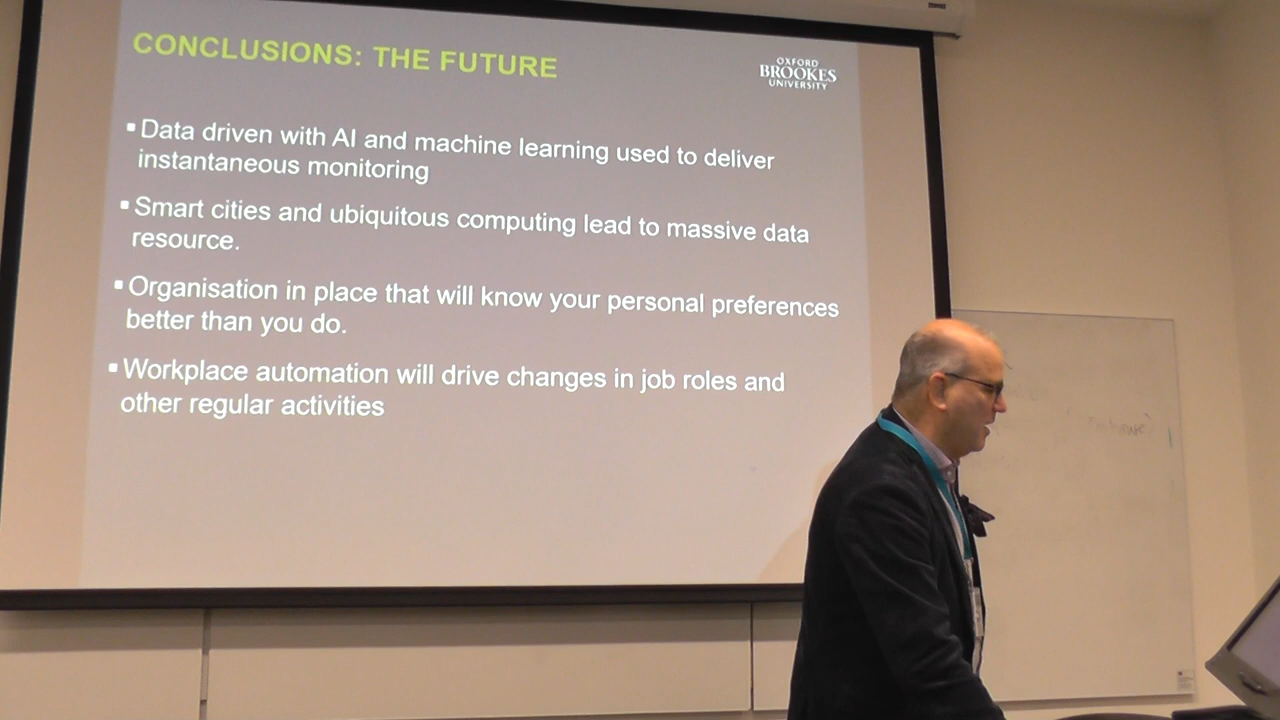 CONCLUSIONS: THE FUTURE
OXFORD
BROOKES
UNIVERSITY
▪ Data driven with AI and machine learning used to deliver
instantaneous monitoring
▪ Smart cities and ubiquitous computing lead to massive data
resource.
▪ Organisation in place that will know your personal preferences
better than you do.
▪ Workplace automation will drive changes in job roles and
other regular activities